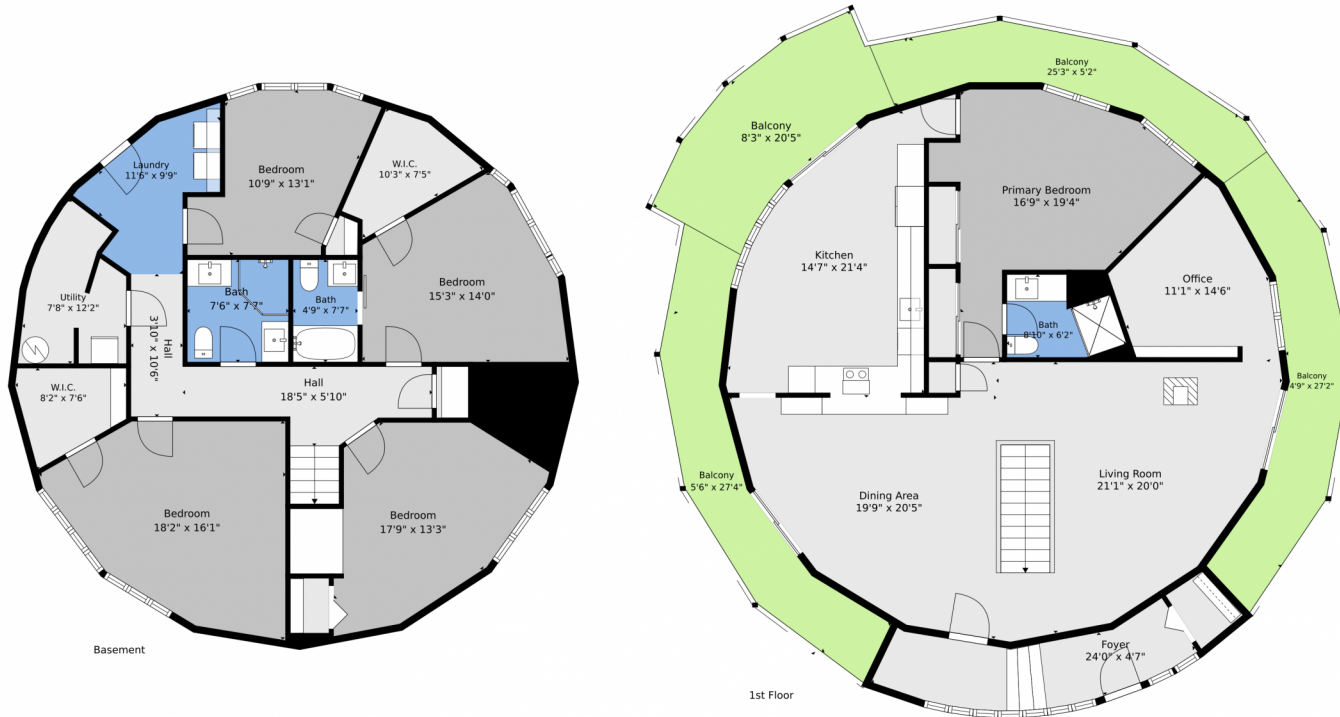 Laundry
11'6" x 9'9"
Bedroom
10'9" x 13'1"
W.I.C.
10'3" x 7'5"
Bedroom
15'3" x 14'0"
Utility
7'8" x 12'2"
Bath
7'6" x 7'7"
Bath
4'9" x 7'7"
Hall
3'10" x 10'6"
Hall
18'5" x 5'10"
W.I.C.
8'2" x 7'6"
Bedroom
18'2" x 16'1"
Bedroom
17'9" x 13'3"
Basement
Balcony
25'3" x 5'2"
Balcony
8'3" x 20'5"
Primary Bedroom
16'9" x 19'4"
Kitchen
14'7" x 21'4"
Office
11'1" x 14'6"
Bath
8'10" x 6'2"
Balcony
4'9" x 27'2"
Balcony
5'6" x 27'4"
Dining Area
19'9" x 20'5"
Living Room
21'1" x 20'0"
Foyer
24'0" x 4'7"
1st Floor